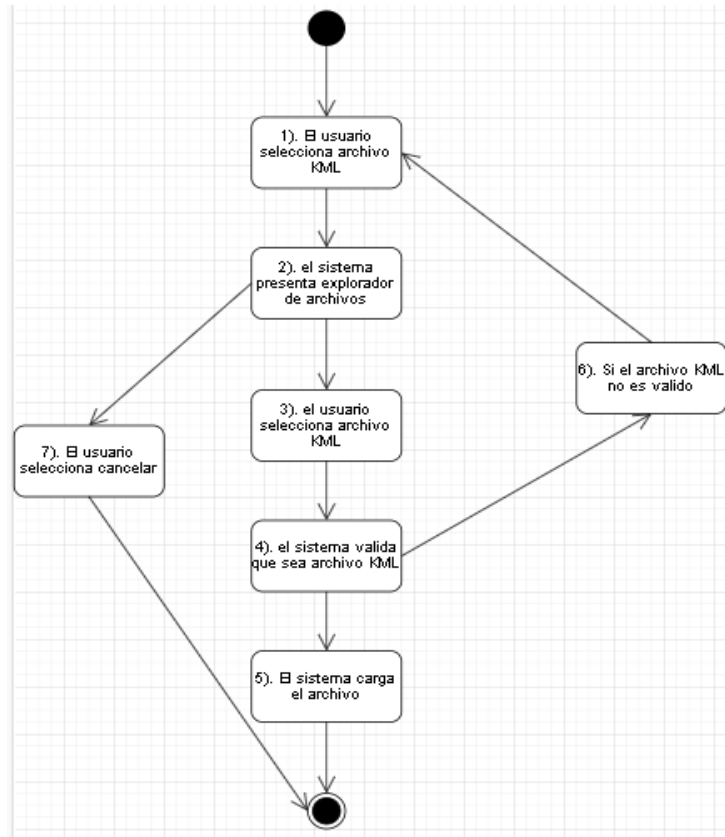 1). El usuario
selecciona archivo
KML
2). el sistema
presenta explorador
de archivos
3). el usuario
selecciona archivo
KML
6). Si el archivo KML
no es valido
7). El usuario
selecciona cancelar
4). el sistema valida
que sea archivo KML
5). El sistema carga
el archivo